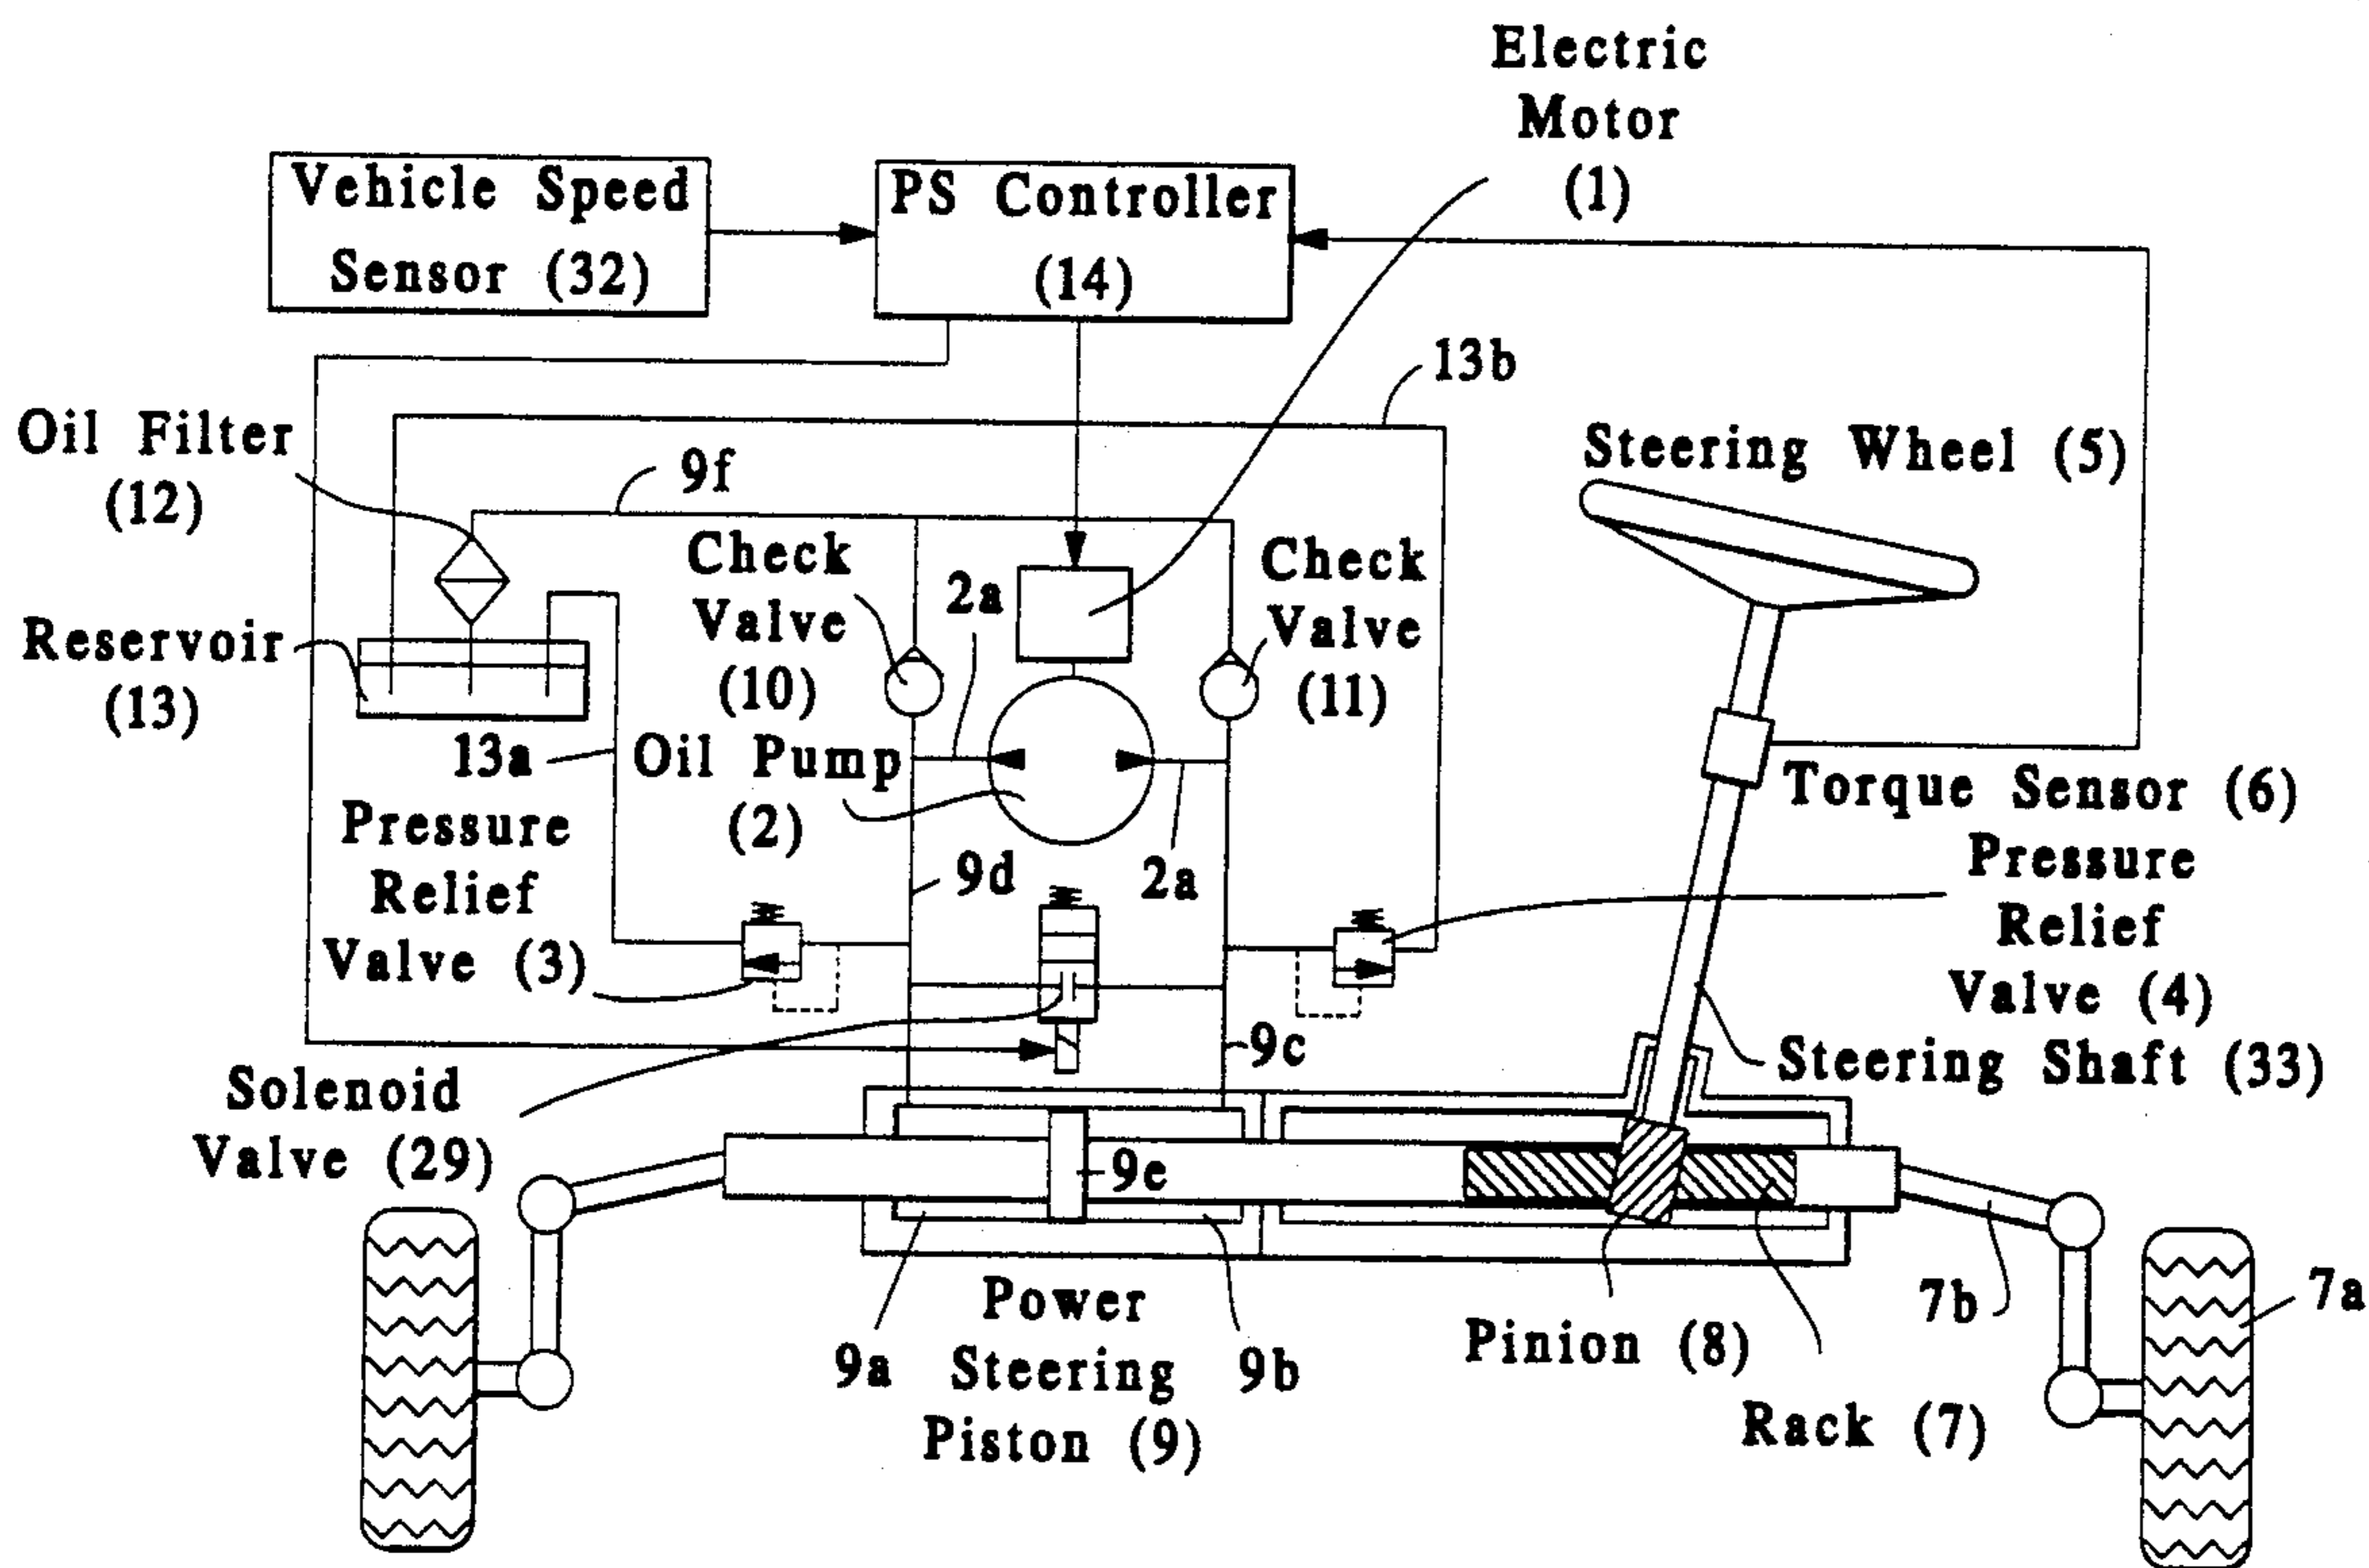 Electric
Motor
(1)
Vehicle Speed
Sensor (32)
PS Controller
(14)
13b
Oil Filter
(12)
9f
Steering Wheel (5)
Check
Valve
(10)
2a
Check
Valve
(11)
Reservoir
(13)
13a
Oil Pump
(2)
Torque Sensor (6)
Pressure
Relief
Valve (3)
9d
2a
Pressure
Relief
Valve (4)
9c
Steering Shaft (33)
Solenoid
Valve (29)
9e
9a
Power
Steering
Piston (9)
9b
Pinion (8)
Rack (7)
7b
7a